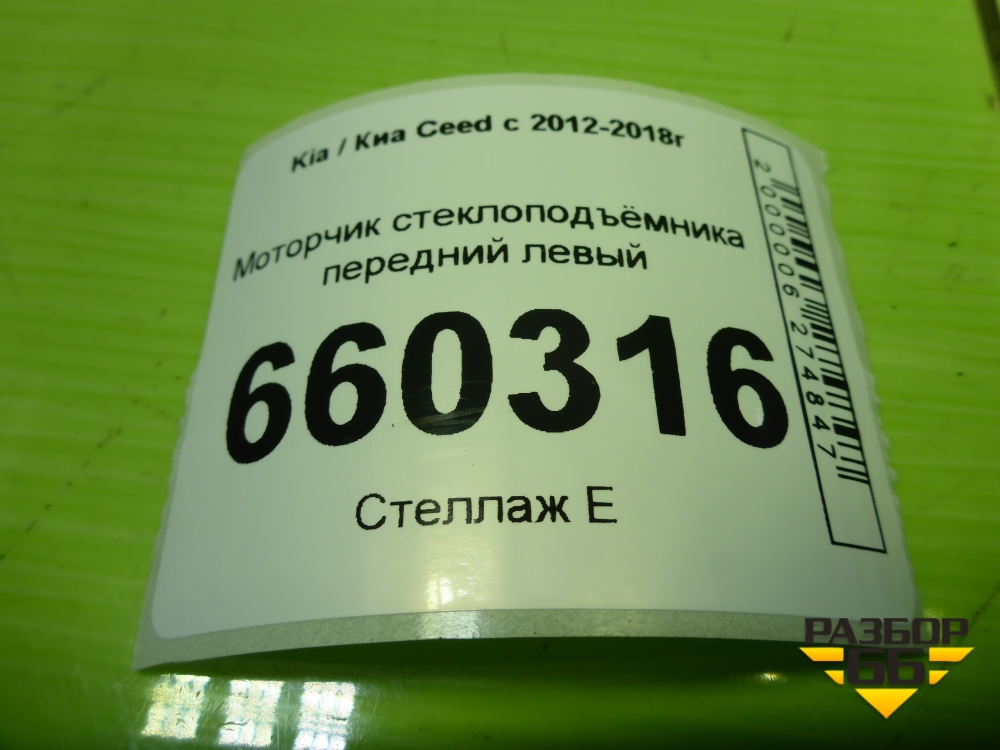 Kia / Киа Ceed с 2012-2018г
Моторчик стеклоподъёмника
передний левый
660316
Стеллаж Е
2000006274847
РАЗБОР
66